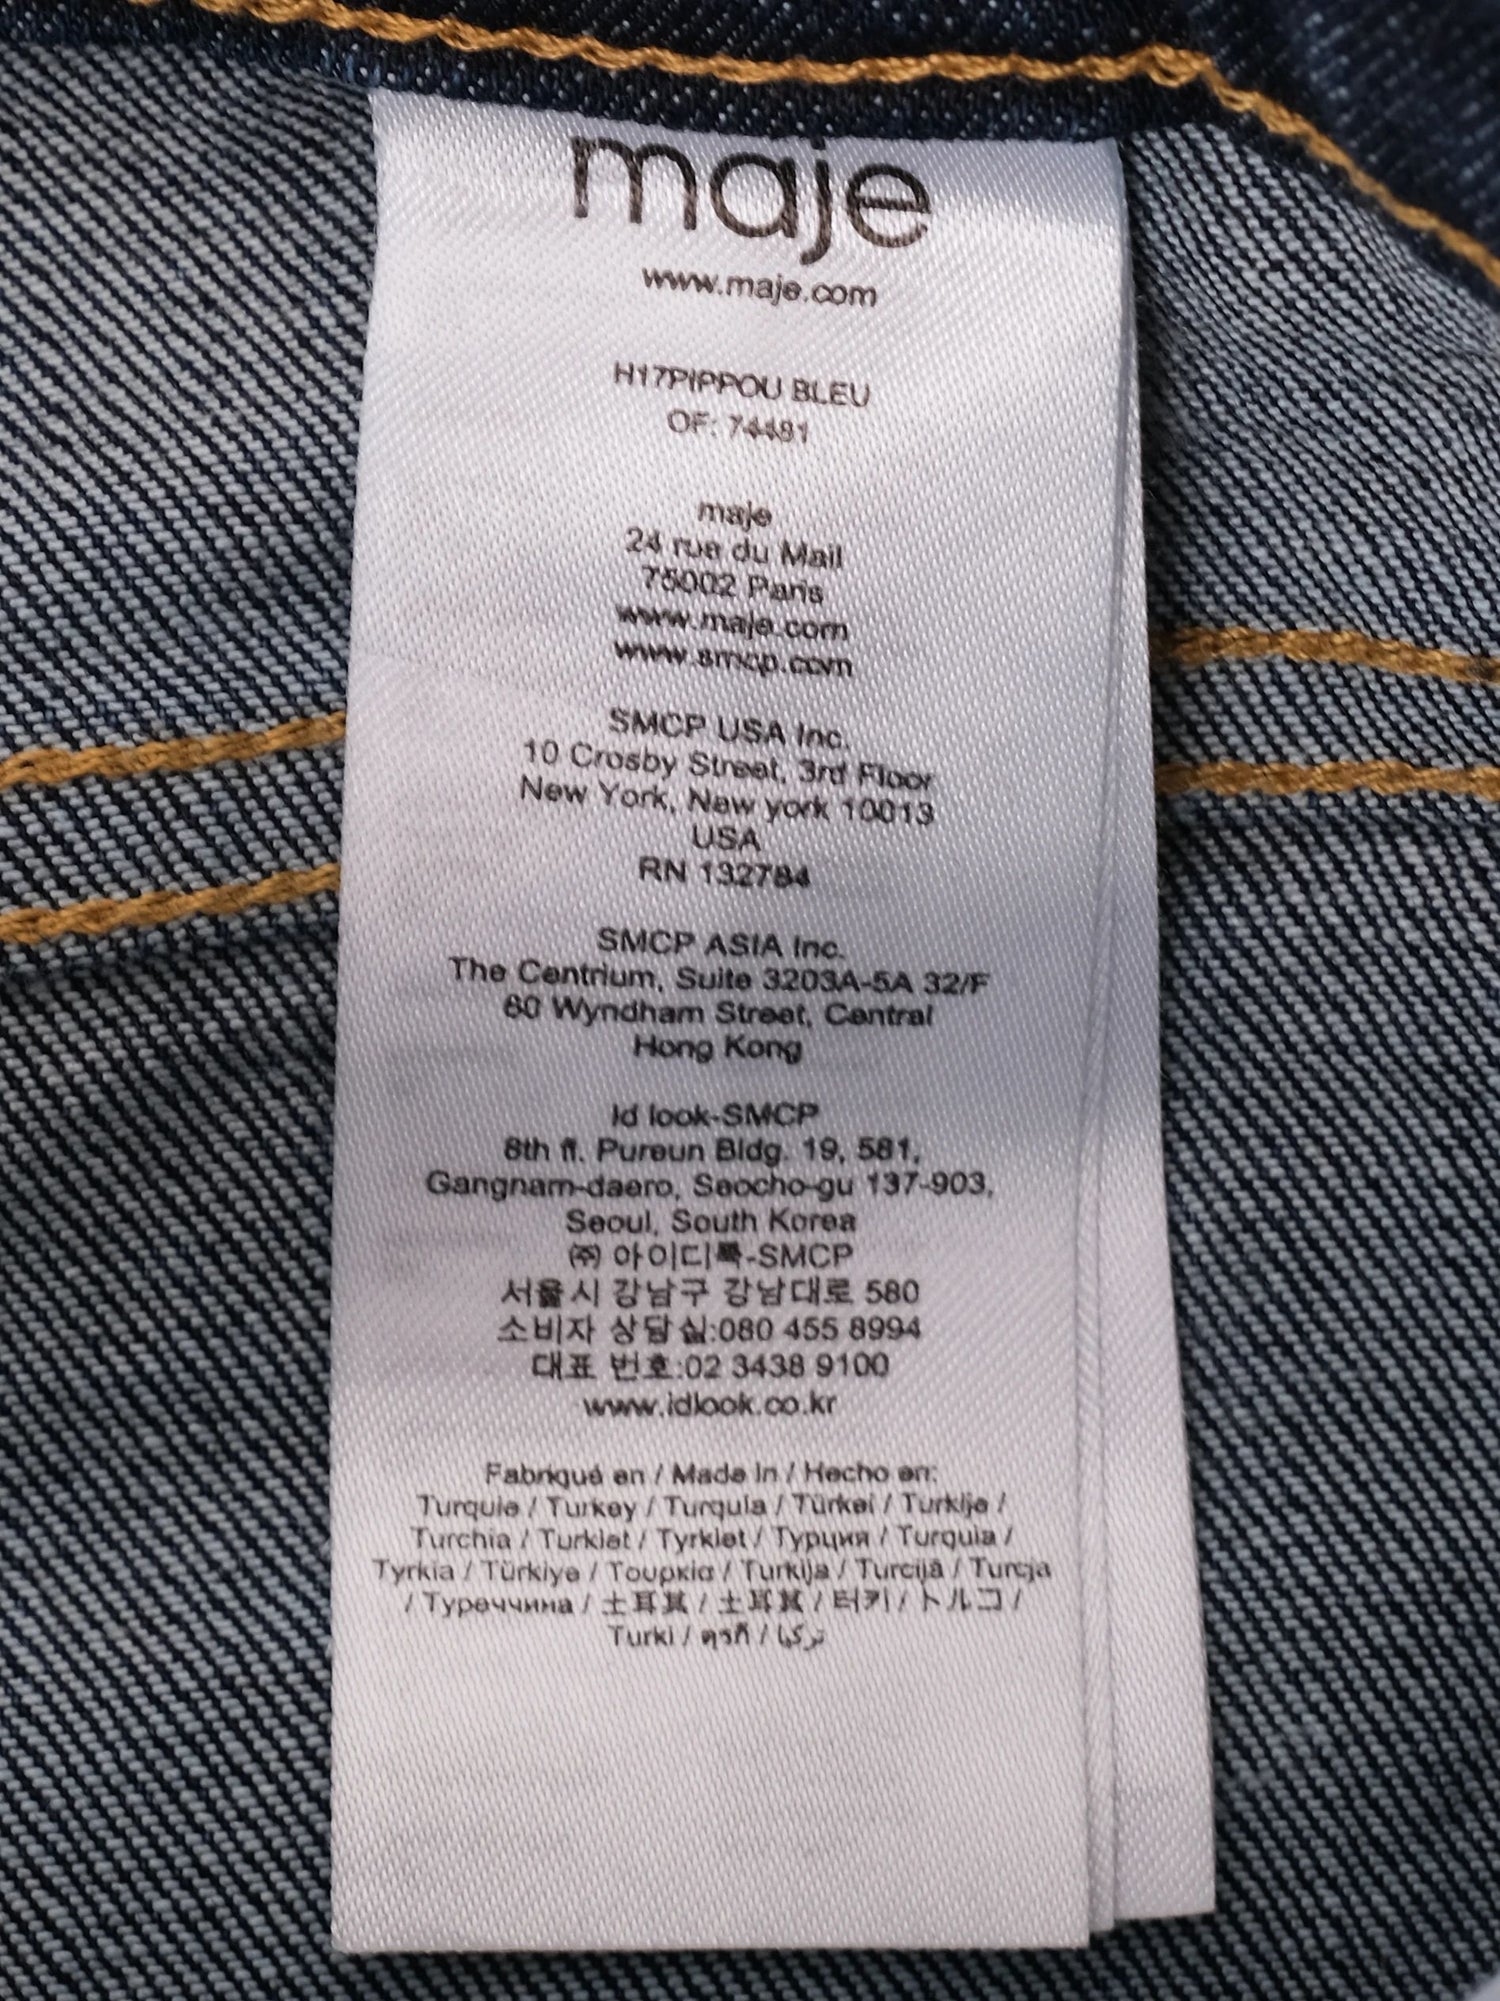 maje
www.maje.com
H17PIPPOU BLEU
OF: 74481
maje
24 rue du Mail
75002 Paris
www.maje.com
www.smcp.com
SMCP USA Inc.
10 Crosby Street, 3rd Floor
New York, New york 10013
USA
RN 132784
SMCP ASIA Inc.
The Centrium, Suite 3203A-5A 32/F
60 Wyndham Street, Central
Hong Kong
Id look-SMCP
8th fl. Pureun Bldg. 19, 581,
Gangnam-daero, Seocho-gu 137-903,
Seoul, South Korea
㈜ 아이디룩-SMCP
서울시 강남구 강남대로 580
소비자 상담실:080 455 8994
대표 번호:02 3438 9100
www.idlook.co.kr
Fabriqué en / Made in / Hecho en:
Turquie / Turkey / Turquía / Türkei / Turkije /
Turchia / Turkiet / Tyrkiet / Турция / Turquia /
Tyrkia / Türkiye / Τουρκία / Turkija / Turcijā / Turcja
/ Туреччина / 土耳其 / 土耳其 / 터키 / トルコ /
Turki / ตุรกี / تركيا